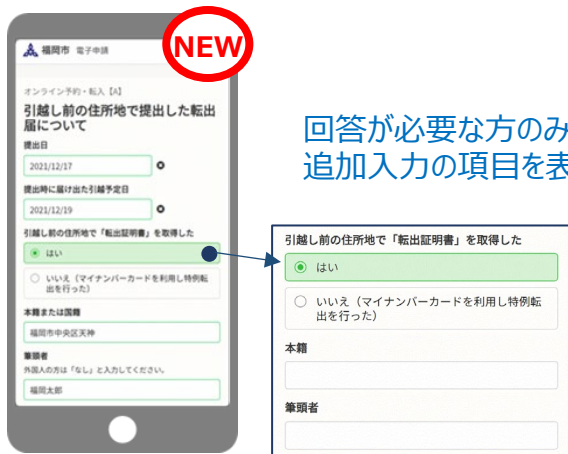 福岡市 電子申請
NEW
オンライン予約・転入【A】
引越し前の住所地で提出した転出
届について
提出日
2021/12/17
提出時に届け出た引越予定日
2021/12/19
引越し前の住所地で「転出証明書」を取得した
はい
いいえ（マイナンバーカードを利用し特例転
出を行った）
本籍または国籍
福岡市中央区天神
筆頭者
外国人の方は「なし」と入力してください。
福岡太郎
回答が必要な方のみ
追加入力の項目を表
引越し前の住所地で「転出証明書」を取得した
はい
いいえ（マイナンバーカードを利用し特例転
出を行った）
本籍
筆頭者